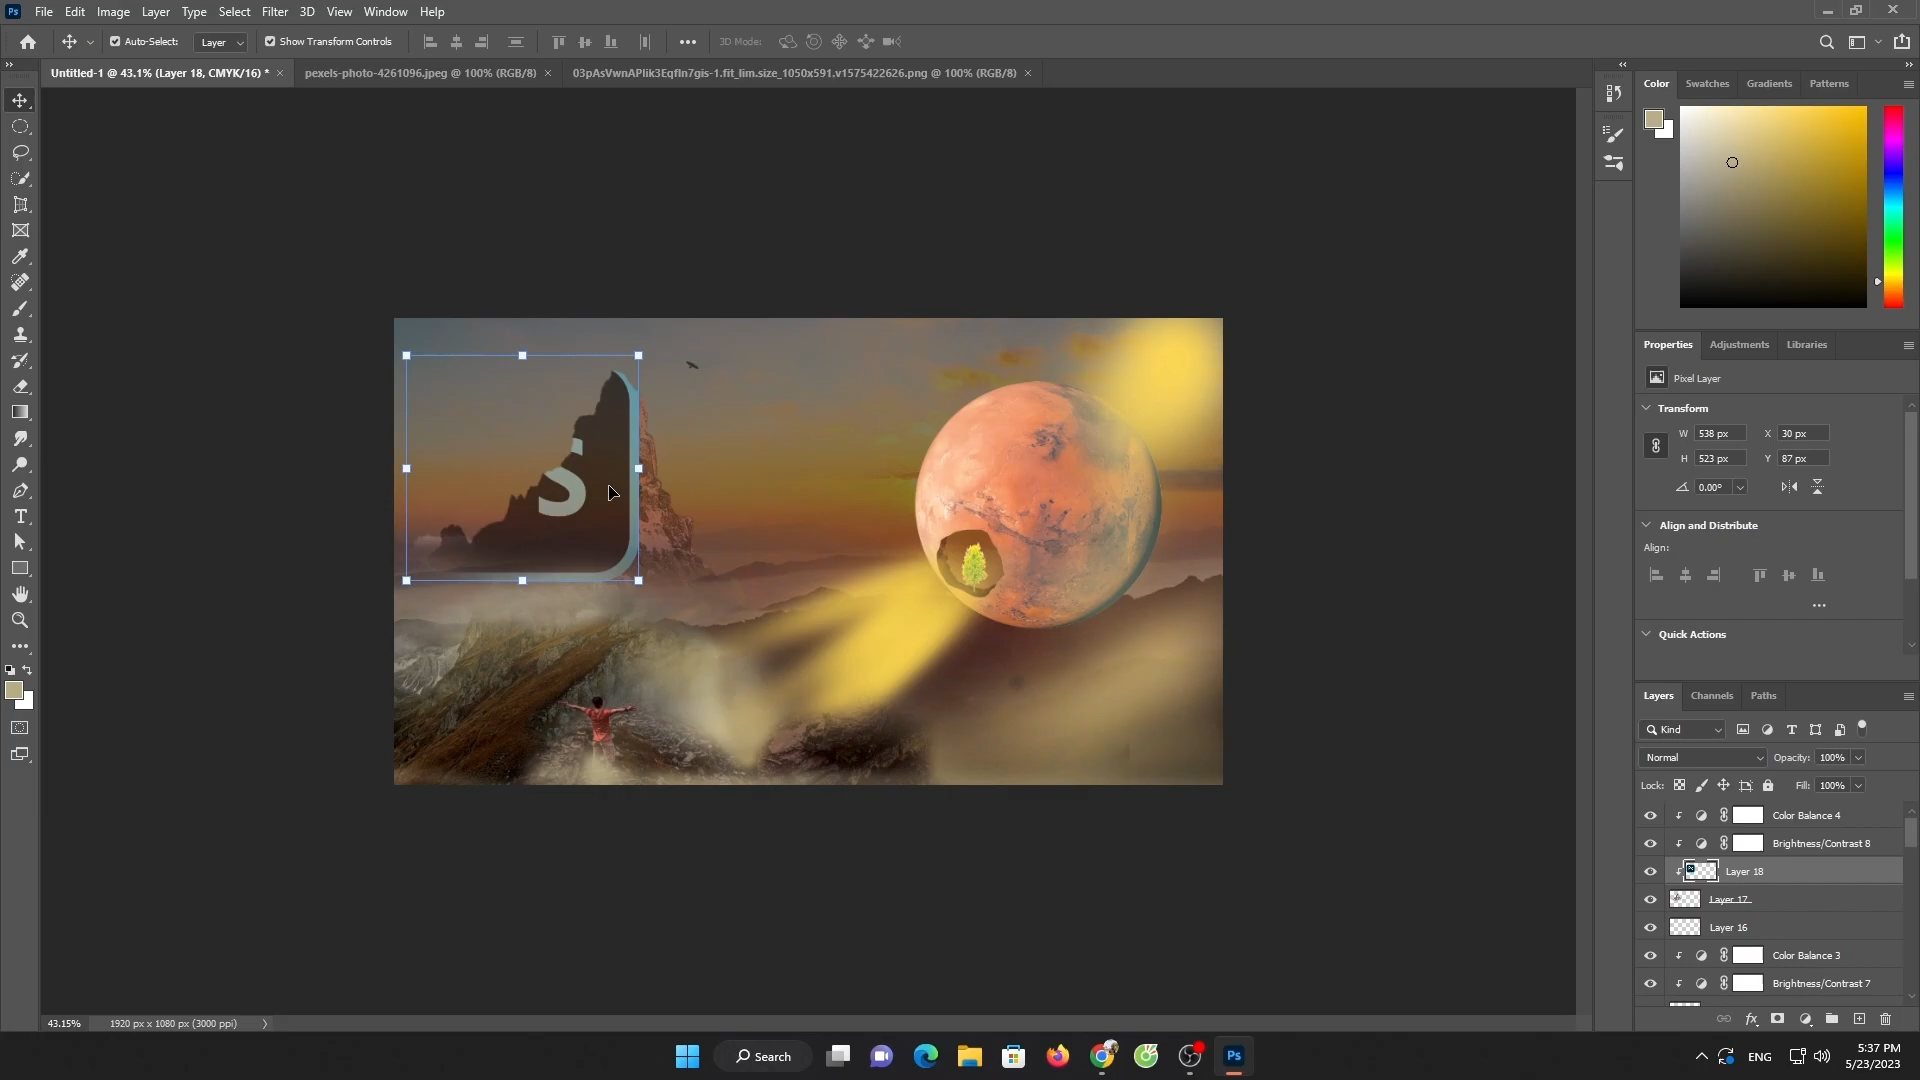 Ps File Edit Image Layer Type Select Filter 3D View Window Help
Auto-Select: Layer Show Transform Controls 3D Mode:
Untitled-1 @ 43.1% (Layer 18, CMYK/16) * × pexels-photo-4261096.jpeg @ 100% (RGB/8) × 03pAsVwnAPlik3Eqfln7gis-1.fit_lim.size_1050x591.v1575422626.png @ 100% (RGB/8) ×
Color Swatches Gradients Patterns
Properties Adjustments Libraries
Pixel Layer
Transform
W 538 px X 30 px
H 523 px Y 87 px
0.00°
Align and Distribute
Align:
Quick Actions
Layers Channels Paths
Kind
Normal Opacity: 100%
Lock: Fill: 100%
Color Balance 4
Brightness/Contrast 8
Layer 18
Layer 17
Layer 16
Color Balance 3
Brightness/Contrast 7
43.15% 1920 px x 1080 px (3000 ppi)
Search
Ps
ENG
5:37 PM
5/23/2023